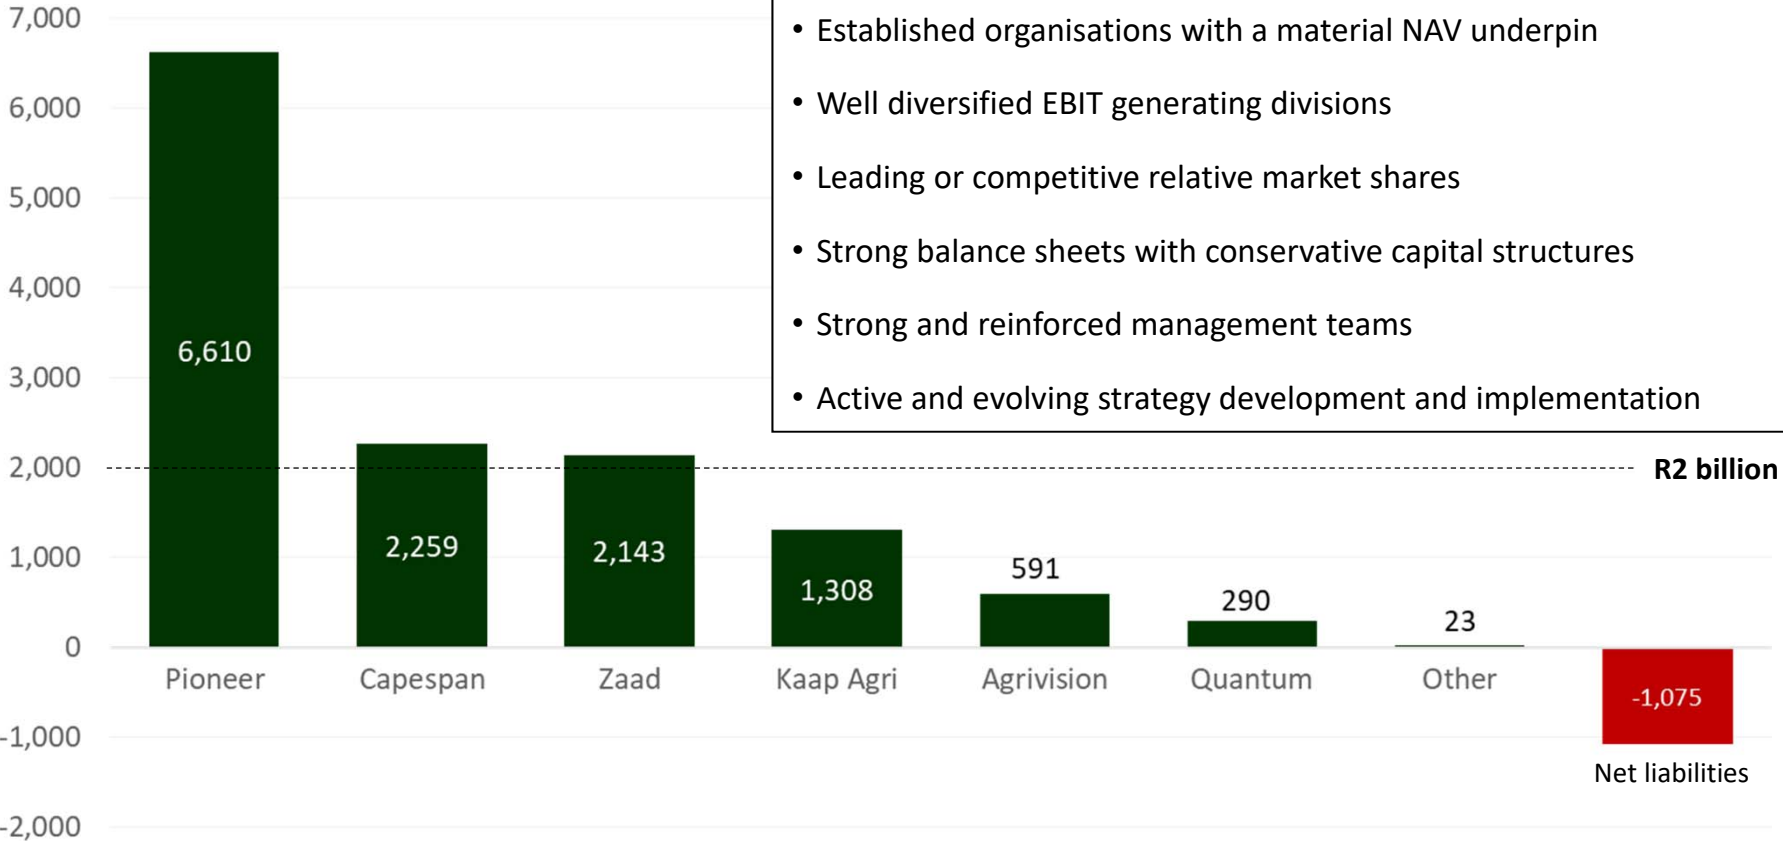 7,000
6,000
5,000
4,000
3,000
2,000
1,000
0
-1,000
-2,000
• Established organisations with a material NAV underpin
• Well diversified EBIT generating divisions
• Leading or competitive relative market shares
• Strong balance sheets with conservative capital structures
• Strong and reinforced management teams
• Active and evolving strategy development and implementation
R2 billion
6,610
2,259
2,143
1,308
591
290
23
-1,075
Pioneer
Capespan
Zaad
Kaap Agri
Agrivision
Quantum
Other
Net liabilities